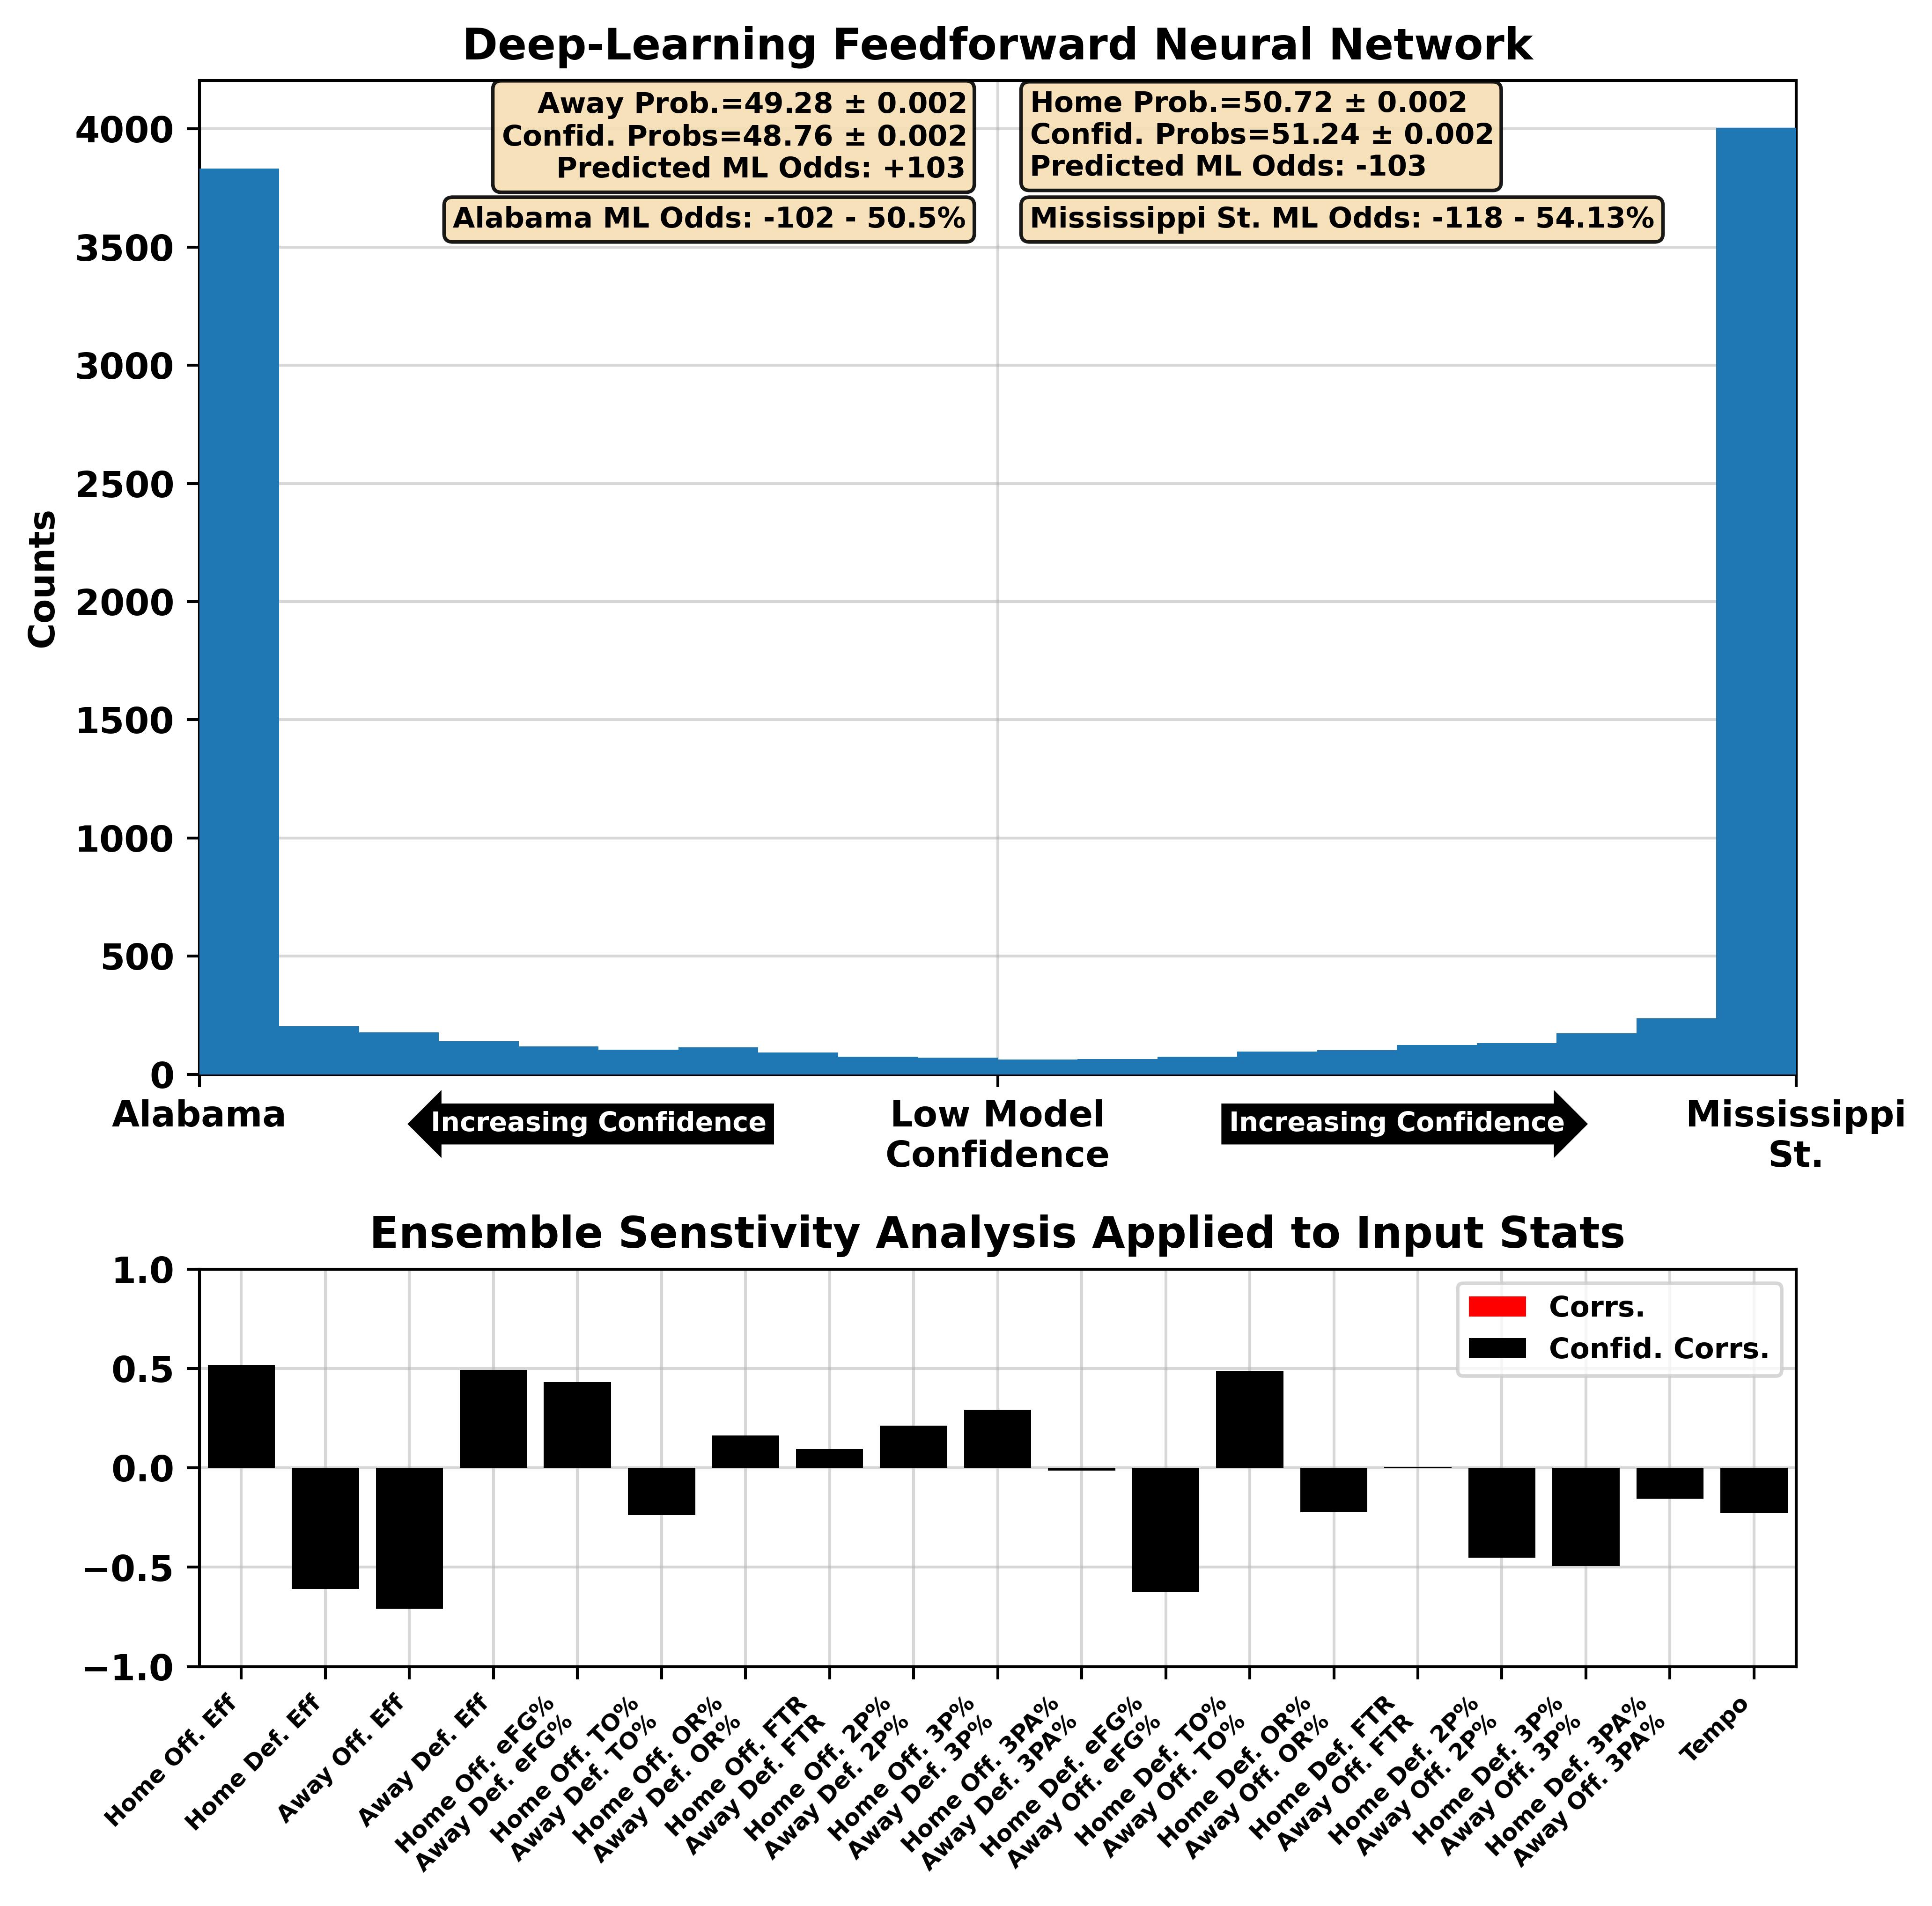 Deep-Learning Feedforward Neural Network
Away Prob.=49.28 ± 0.002
Confid. Probs=48.76 ± 0.002
Predicted ML Odds: +103
Home Prob.=50.72 ± 0.002
Confid. Probs=51.24 ± 0.002
Predicted ML Odds: -103
Alabama ML Odds: -102 - 50.5%
Mississippi St. ML Odds: -118 - 54.13%
Counts
4000
3500
3000
2500
2000
1500
1000
500
0
Alabama
Increasing Confidence
Low Model
Confidence
Increasing Confidence
Mississippi
St.
Ensemble Senstivity Analysis Applied to Input Stats
1.0
0.5
0.0
−0.5
−1.0
Corrs.
Confid. Corrs.
Home Off. Eff
Home Def. Eff
Away Off. Eff
Away Def. Eff
Home Off. eFG%
Away Def. eFG%
Home Off. TO%
Away Def. TO%
Home Off. OR%
Away Def. OR%
Home Off. FTR
Away Def. FTR
Home Off. 2P%
Away Def. 2P%
Home Off. 3P%
Away Def. 3P%
Home Off. 3PA%
Away Def. 3PA%
Home Def. eFG%
Away Off. eFG%
Home Def. TO%
Away Off. TO%
Home Def. OR%
Away Off. OR%
Home Def. FTR
Away Off. FTR
Home Def. 2P%
Away Off. 2P%
Home Def. 3P%
Away Off. 3P%
Home Def. 3PA%
Away Off. 3PA%
Tempo